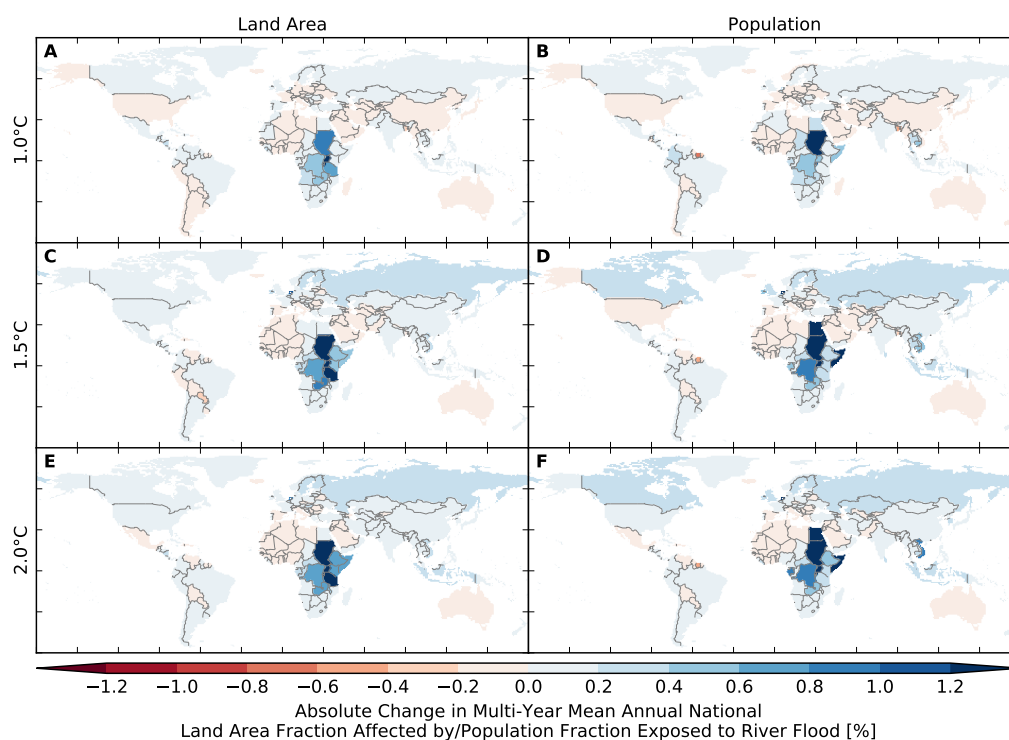 Land Area
Population
A
B
1.0°C
C
D
1.5°C
E
F
2.0°C
−1.2 −1.0 −0.8 −0.6 −0.4 −0.2 0.0 0.2 0.4 0.6 0.8 1.0 1.2
Absolute Change in Multi-Year Mean Annual National
Land Area Fraction Affected by/Population Fraction Exposed to River Flood [%]